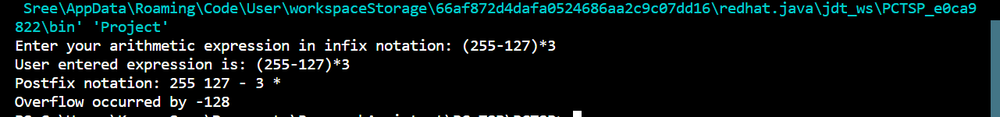 Sree\AppData\Roaming\Code\User\workspaceStorage\66af872d4dafa0524686aa2c9c07dd16\redhat.java\jdt_ws\PCTSP_e0ca9
822\bin' 'Project'
Enter your arithmetic expression in infix notation: (255-127)*3
User entered expression is: (255-127)*3
Postfix notation: 255 127 - 3 *
Overflow occurred by -128